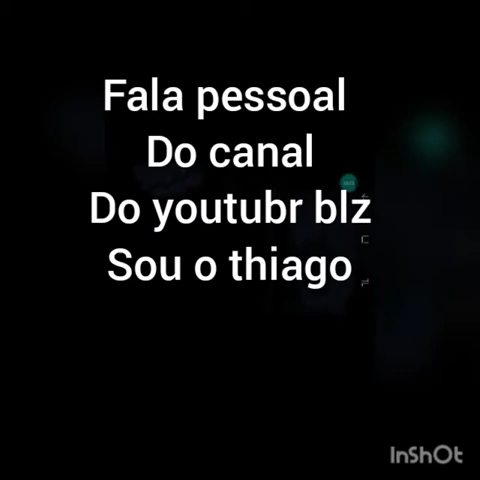 Fala pessoal
Do canal
Do youtubr blz
Sou o thiago
InShOt